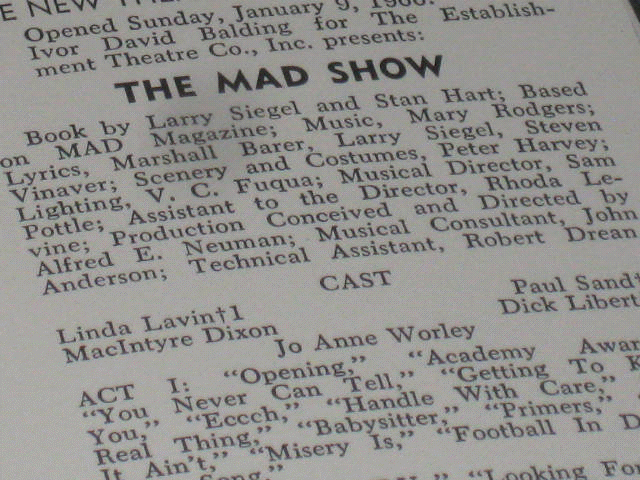 E NEW
Opened Sunday, January 9, 1966.
Ivor David Balding for The Establish-
ment Theatre Co., Inc. presents:
THE MAD SHOW
Book by Larry Siegel and Stan Hart; Based
on MAD Magazine; Music, Mary Rodgers;
Lyrics, Marshall Barer, Larry Siegel, Steven
Vinaver; Scenery and Costumes, Peter Harvey;
Lighting, V. C. Fuqua; Musical Director, Sam
Pottle; Assistant to the Director, Rhoda Le-
vine; Production Conceived and Directed by
Alfred E. Neuman; Musical Consultant, John
Anderson; Technical Assistant, Robert Drean
CAST
Linda Lavin†1 Paul Sand†
MacIntyre Dixon Dick Libert
Jo Anne Worley
ACT I: "Opening," "Academy Awar
"You Never Can Tell," "Getting To K
You," "Eccch," "Handle With Care,"
Real Thing," "Babysitter," "Primers,"
It Ain't," "Misery Is," "Football In D
Song," "Looking For